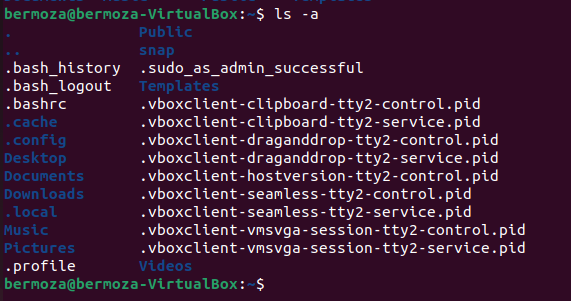 bermoza@bermoza-VirtualBox:~$ ls -a
. Public
.. snap
.bash_history .sudo_as_admin_successful
.bash_logout Templates
.bashrc .vboxclient-clipboard-tty2-control.pid
.cache .vboxclient-clipboard-tty2-service.pid
.config .vboxclient-draganddrop-tty2-control.pid
Desktop .vboxclient-draganddrop-tty2-service.pid
Documents .vboxclient-hostversion-tty2-control.pid
Downloads .vboxclient-seamless-tty2-control.pid
.local .vboxclient-seamless-tty2-service.pid
Music .vboxclient-vmsvga-session-tty2-control.pid
Pictures .vboxclient-vmsvga-session-tty2-service.pid
.profile Videos
bermoza@bermoza-VirtualBox:~$